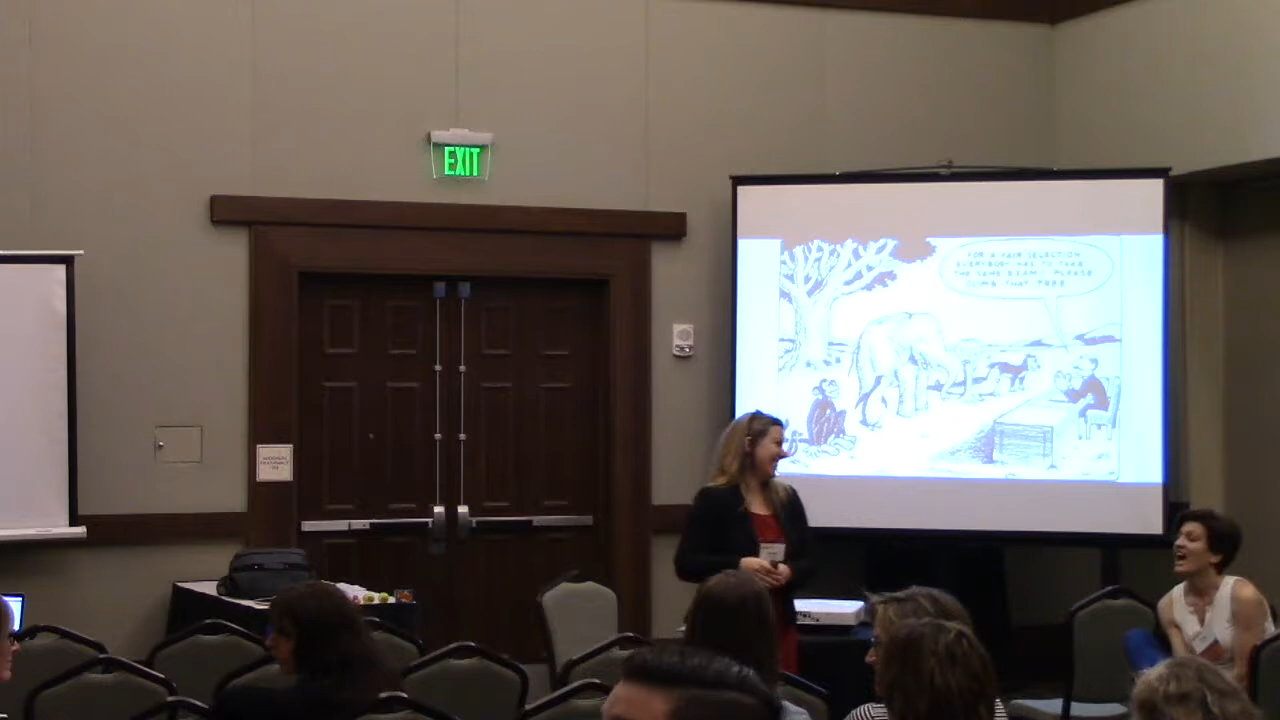 EXIT
FOR A FAIR SELECTION
EVERYBODY HAS TO TAKE
THE SAME EXAM: PLEASE
CLIMB THAT TREE